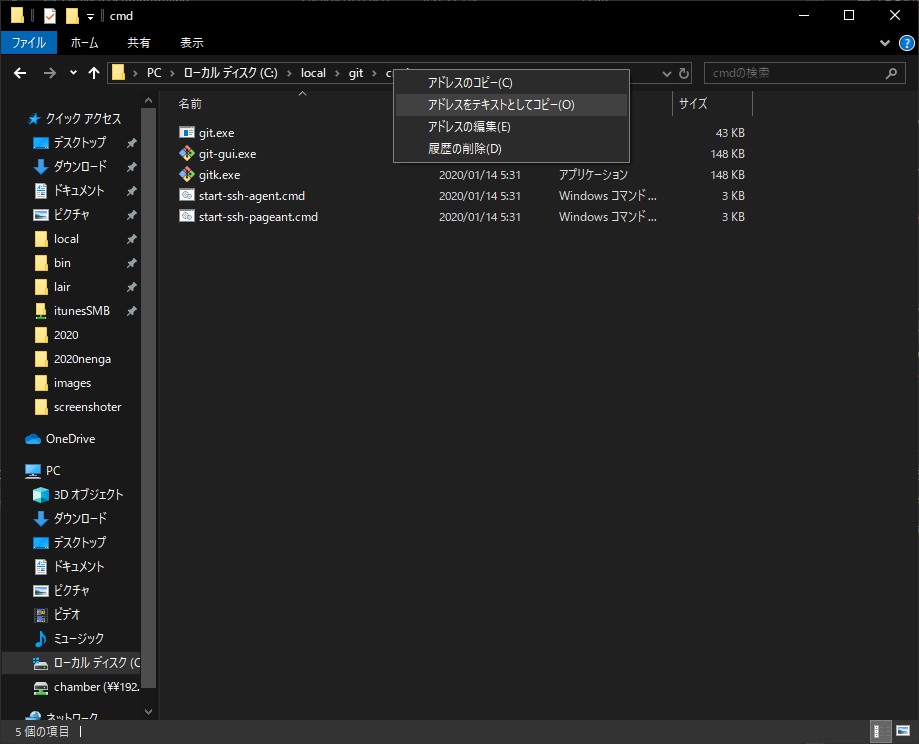 cmd
ファイル ホーム 共有 表示
PC ローカル ディスク (C:) local git
cmdの検索
アドレスのコピー(C)
アドレスをテキストとしてコピー(O)
アドレスの編集(E)
履歴の削除(D)
名前 サイズ
git.exe 43 KB
git-gui.exe 148 KB
gitk.exe 2020/01/14 5:31 アプリケーション 148 KB
start-ssh-agent.cmd 2020/01/14 5:31 Windows コマンド ... 3 KB
start-ssh-pageant.cmd 2020/01/14 5:31 Windows コマンド ... 3 KB
クイック アクセス
デスクトップ
ダウンロード
ドキュメント
ピクチャ
local
bin
lair
itunesSMB
2020
2020nenga
images
screenshoter
OneDrive
PC
3D オブジェクト
ダウンロード
デスクトップ
ドキュメント
ピクチャ
ビデオ
ミュージック
ローカル ディスク (C
chamber (¥¥192.
ネットワーク
5 個の項目